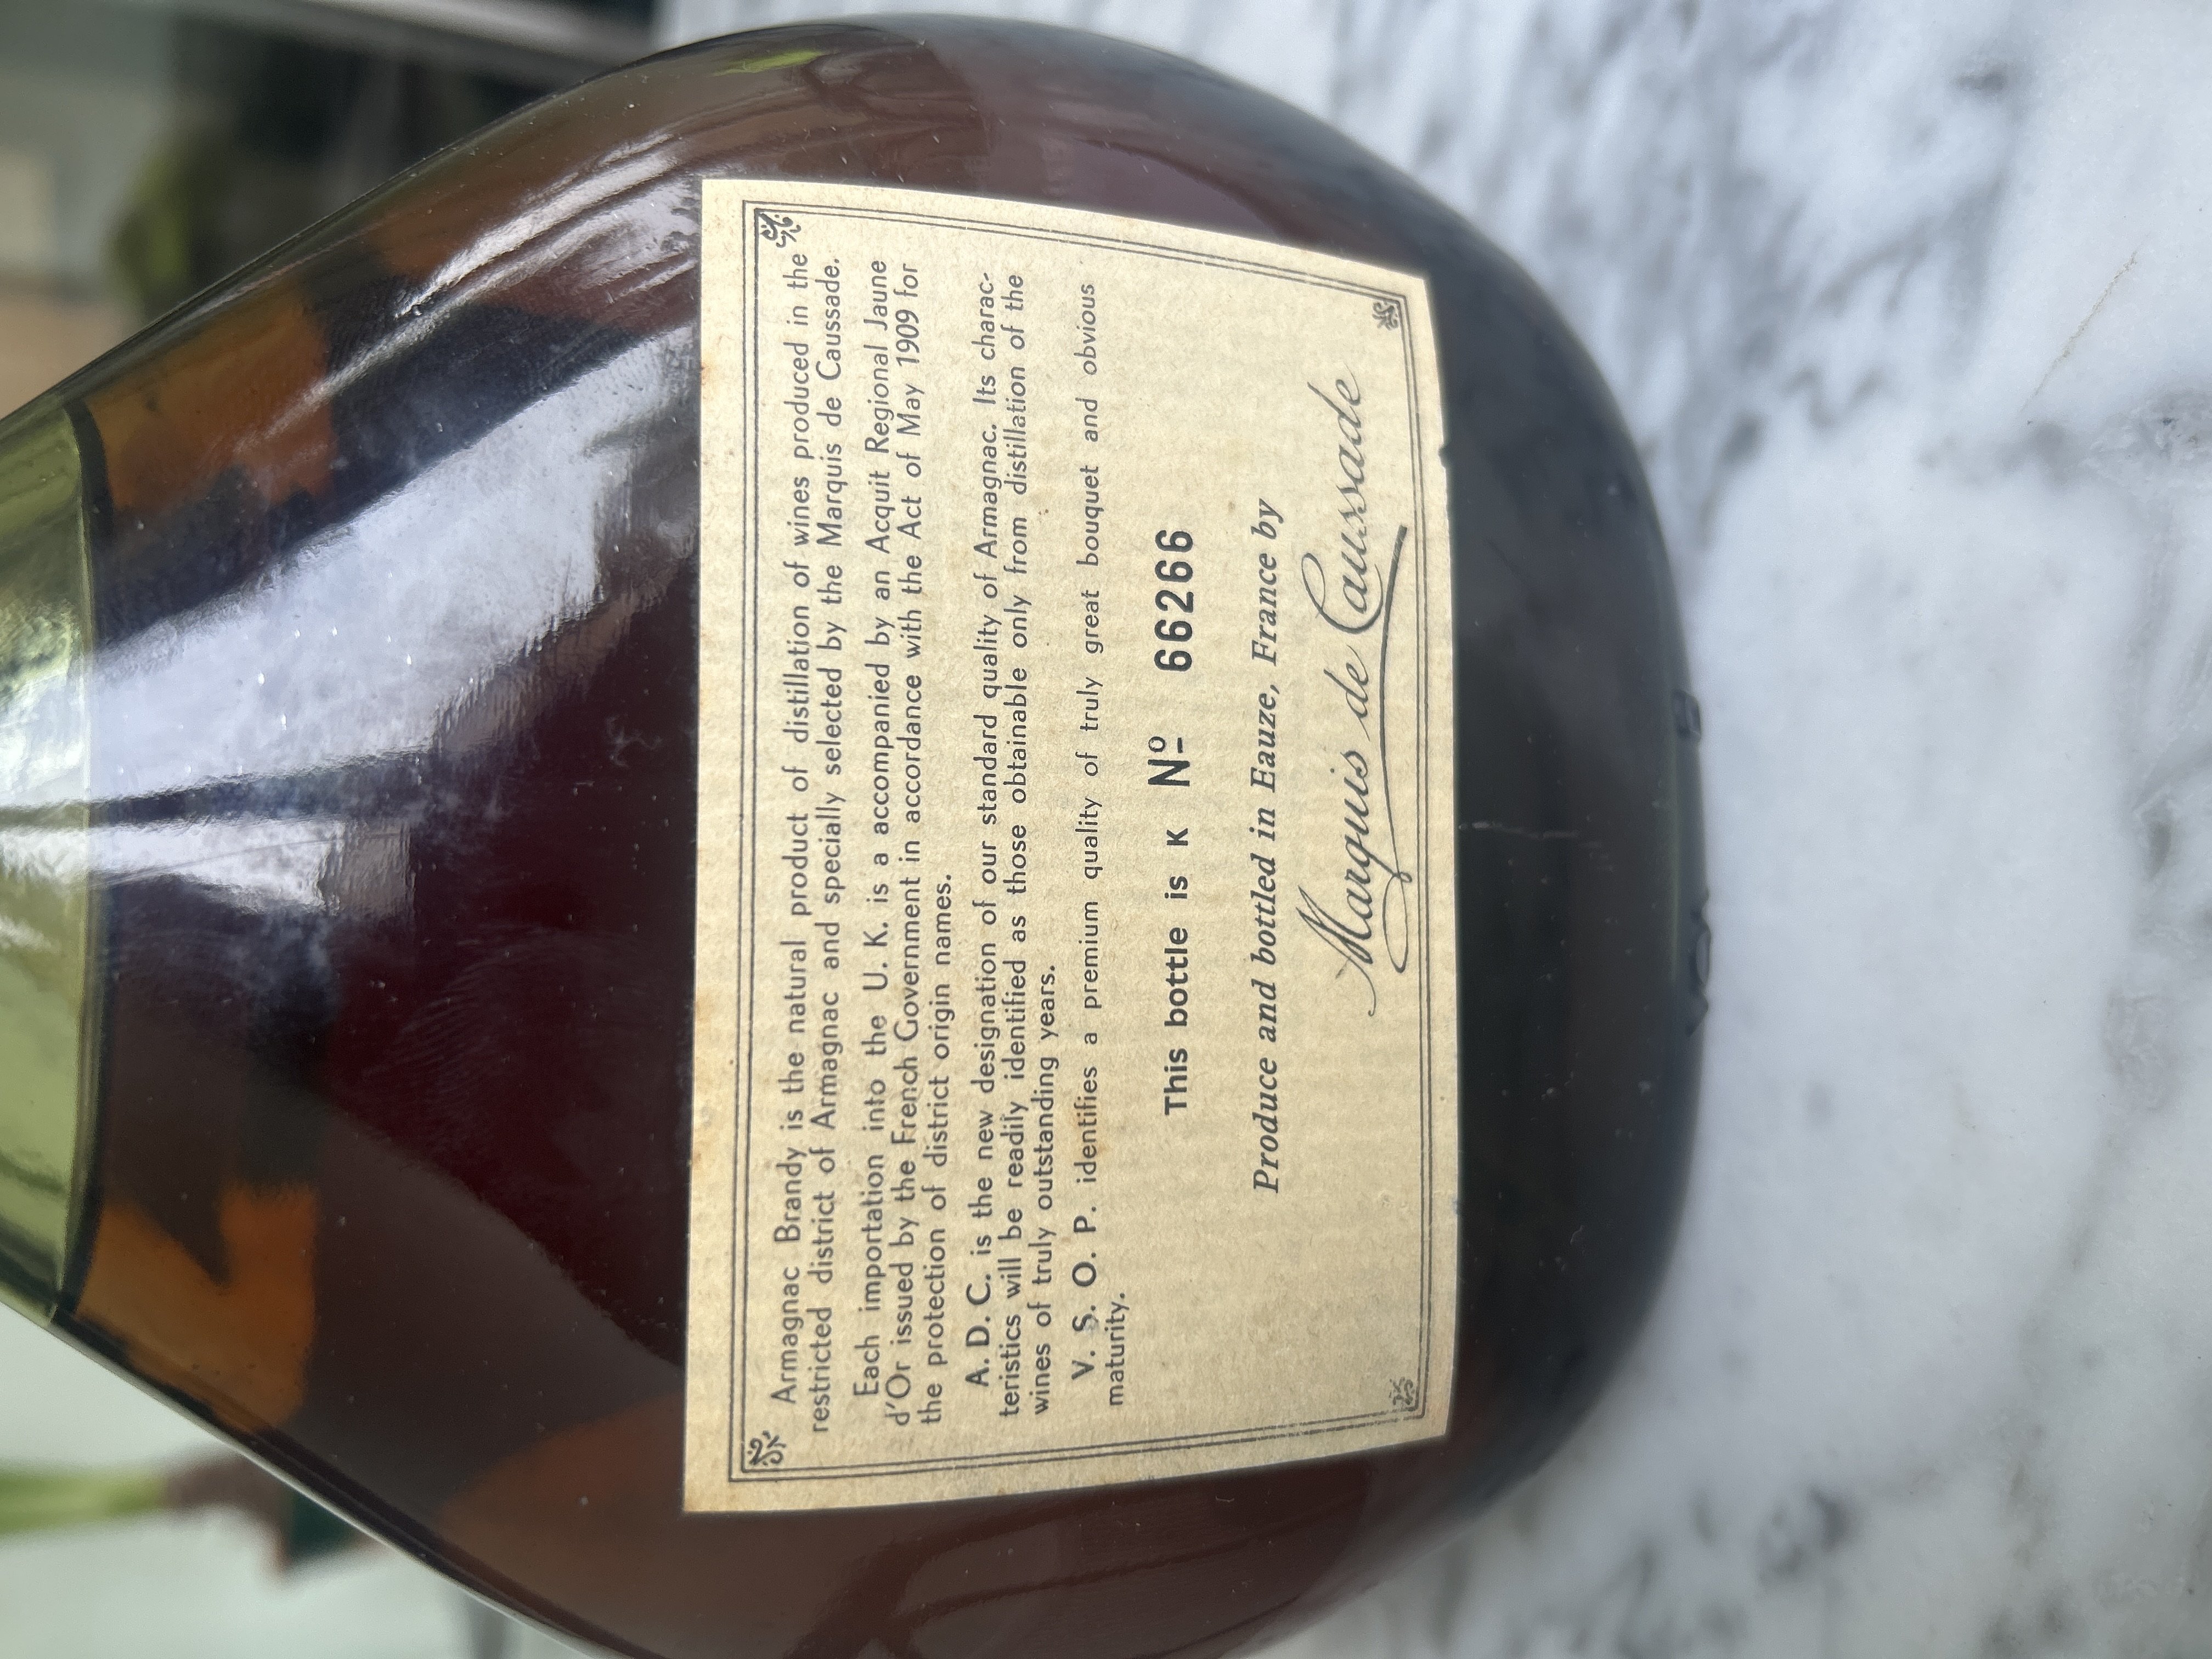 Armagnac Brandy is the natural product of distillation of wines produced in the
restricted district of Armagnac and specially selected by the Marquis de Caussade.
Each importation into the U. K. is a accompanied by an Acquit Regional Jaune
d'Or issued by the French Government in accordance with the Act of May 1909 for
the protection of district origin names.
A. D. C. is the new designation of our standard quality of Armagnac. Its charac-
teristics will be readily identified as those obtainable only from distillation of the
wines of truly outstanding years.
V. S. O. P. identifies a premium quality of truly great bouquet and obvious
maturity.
This bottle is K Nº 66266
Produce and bottled in Eauze, France by
Marquis de Caussade